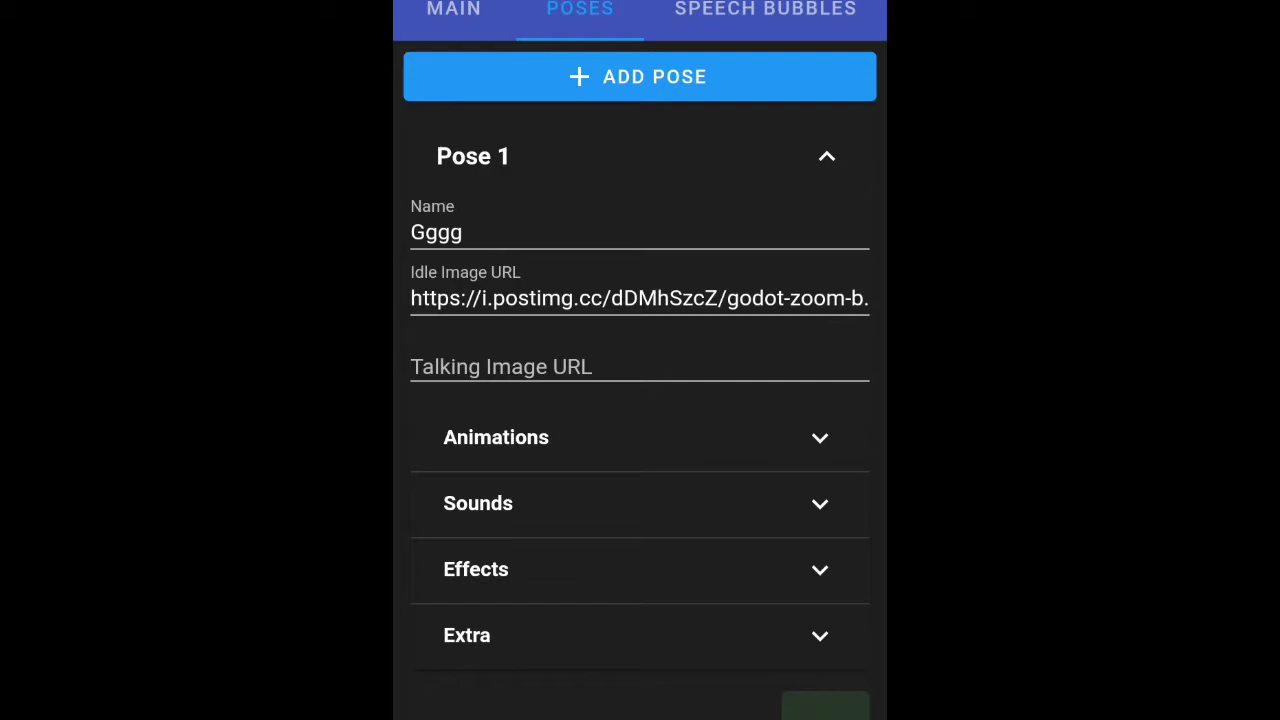 MAIN POSES SPEECH BUBBLES
+ ADD POSE
Pose 1
Name
Gggg
Idle Image URL
https://i.postimg.cc/dDMhSzcZ/godot-zoom-b.
Talking Image URL
Animations
Sounds
Effects
Extra